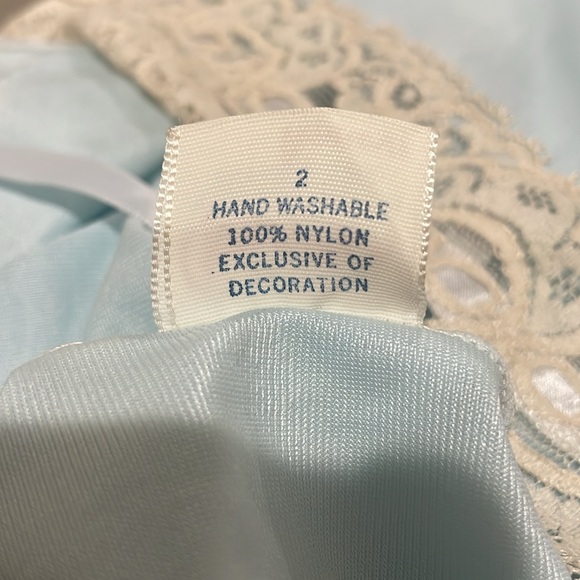 2
HAND WASHABLE
100% NYLON
EXCLUSIVE OF
DECORATION